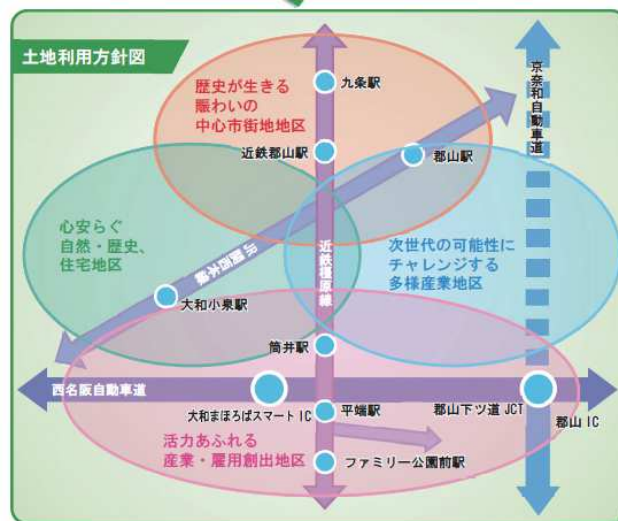 土地利用方針図
歴史が生きる
賑わいの
中心市街地地区
九条駅
近鉄郡山駅
郡山駅
京奈和自動車道
心安らぐ
自然・歴史、
住宅地区
JR関西本線
近鉄橿原線
次世代の可能性に
チャレンジする
多様産業地区
大和小泉駅
筒井駅
西名阪自動車道
大和まほろばスマートIC
平端駅
郡山下ツ道JCT
郡山IC
活力あふれる
産業・雇用創出地区
ファミリー公園前駅